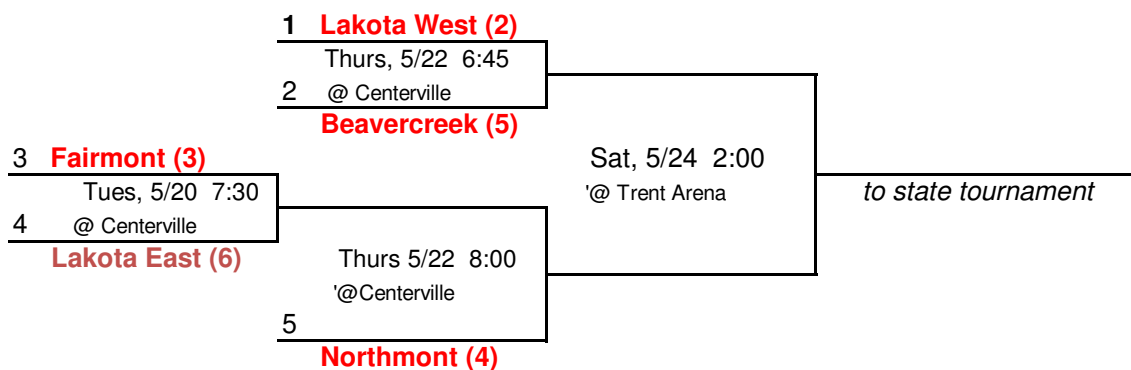 1 Lakota West (2)
Thurs, 5/22 6:45
2 @ Centerville
Beavercreek (5)
3 Fairmont (3)
Tues, 5/20 7:30
4 @ Centerville
Lakota East (6)
Thurs 5/22 8:00
'@Centerville
5
Northmont (4)
Sat, 5/24 2:00
'@ Trent Arena
to state tournament